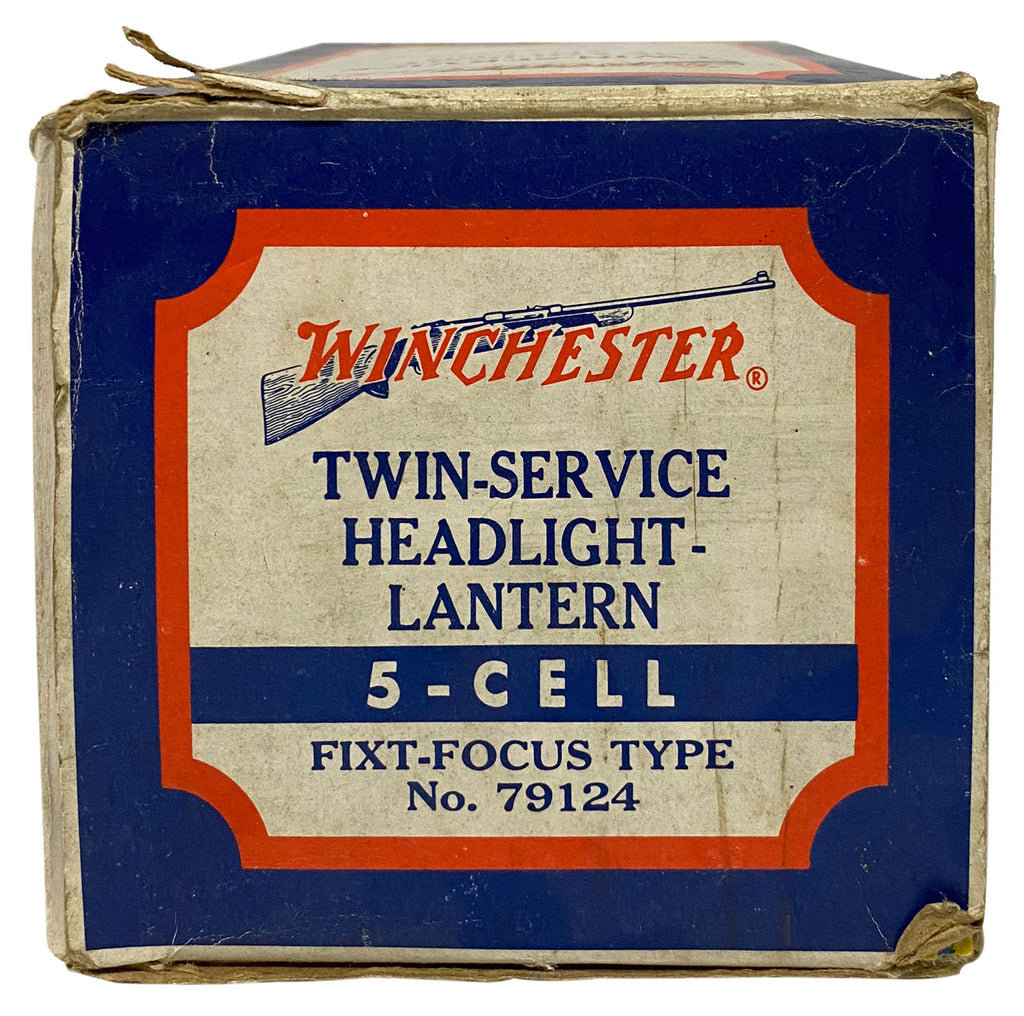 WINCHESTER®
TWIN-SERVICE
HEADLIGHT-
LANTERN
5-CELL
FIXT-FOCUS TYPE
No. 79124